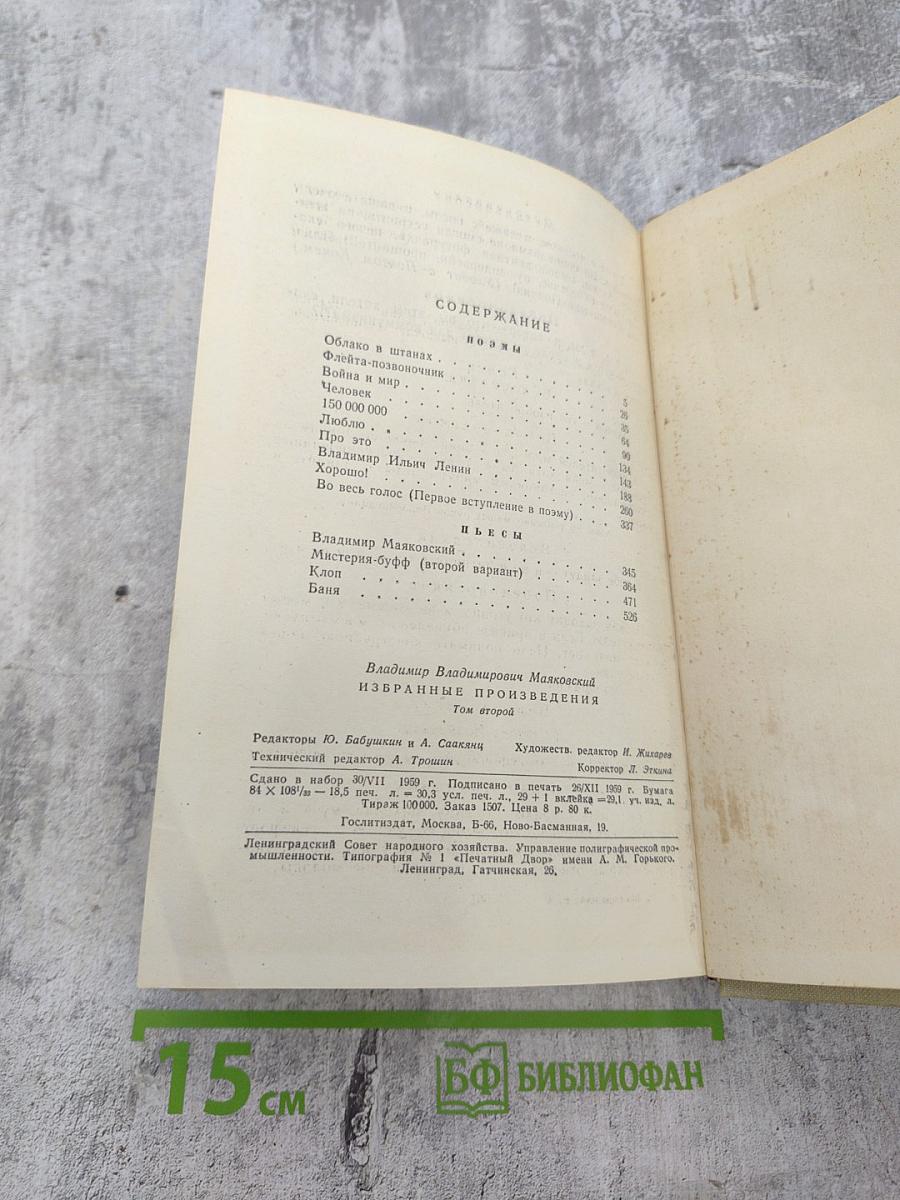 СОДЕРЖАНИЕ
ПОЭМЫ
Облако в штанах . . . . . . . . . . 5
Флейта-позвоночник . . . . . . . . . . 26
Война и мир . . . . . . . . . . 35
Человек . . . . . . . . . . 64
150 000 000 . . . . . . . . . . 90
Люблю . . . . . . . . . . 134
Про это . . . . . . . . . . 143
Владимир Ильич Ленин . . . . . . . . . . 188
Хорошо! . . . . . . . . . . 260
Во весь голос (Первое вступление в поэму) . . . 337
ПЬЕСЫ
Владимир Маяковский . . . . . . . . . . 345
Мистерия-буфф (второй вариант) . . . . . . . 364
Клоп . . . . . . . . . . 471
Баня . . . . . . . . . . 526
Владимир Владимирович Маяковский
ИЗБРАННЫЕ ПРОИЗВЕДЕНИЯ
Том второй
Редакторы Ю. Бабушкин и А. Саакянц Художеств. редактор И. Жихарев
Технический редактор А. Трошин Корректор Л. Эткина
Сдано в набор 30/VII 1959 г. Подписано в печать 26/XII 1959 г. Бумага
84 × 108¹/₃₂ — 18,5 печ. л. = 30,3 усл. печ. л., 29 + 1 вклейка = 29,1 уч. изд. л.
Тираж 100 000. Заказ 1507. Цена 8 р. 80 к.
Гослитиздат, Москва, Б-66, Ново-Басманная, 19.
Ленинградский Совет народного хозяйства. Управление полиграфической про-
мышленности. Типография № 1 «Печатный Двор» имени А. М. Горького.
Ленинград, Гатчинская, 26.
15 см
БФ БИБЛИОФАН